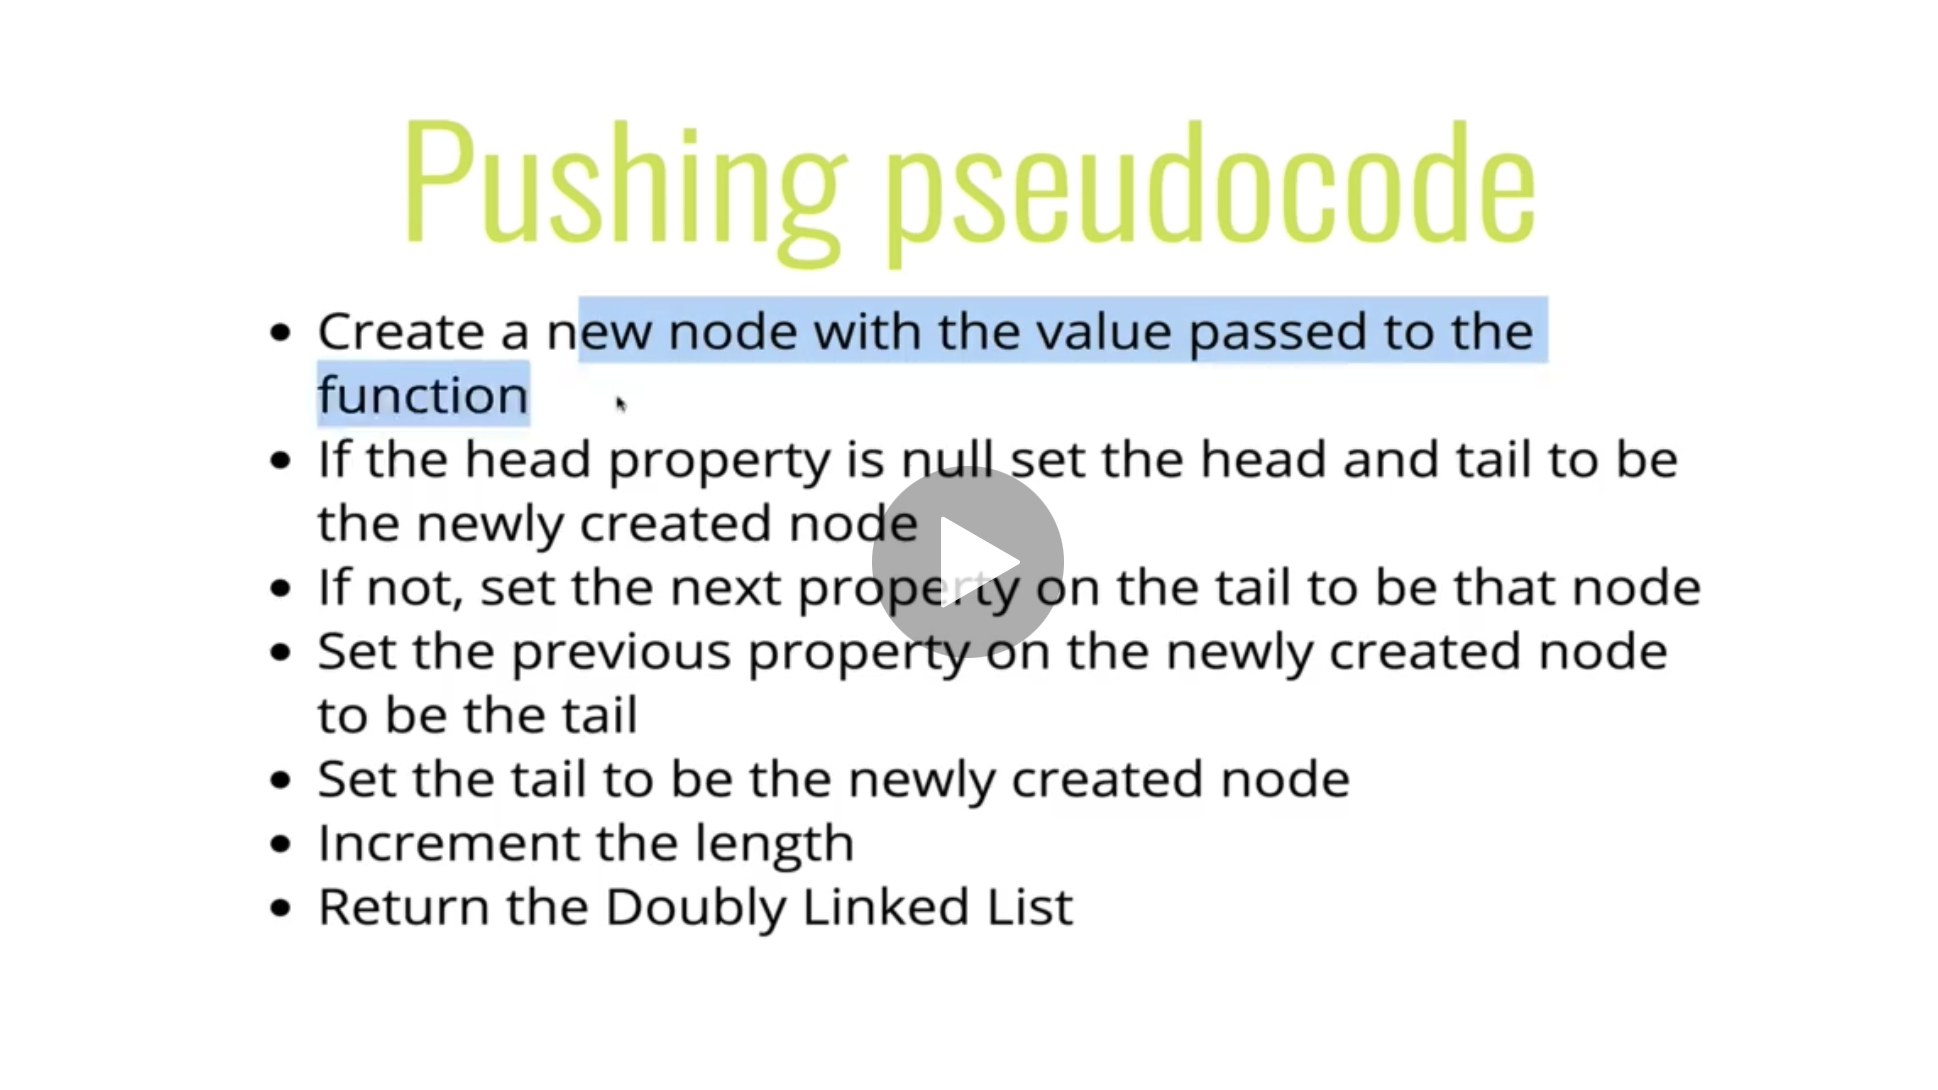 Pushing pseudocode
• Create a new node with the value passed to the
function
• If the head property is null set the head and tail to be
the newly created node
• If not, set the next property on the tail to be that node
• Set the previous property on the newly created node
to be the tail
• Set the tail to be the newly created node
• Increment the length
• Return the Doubly Linked List